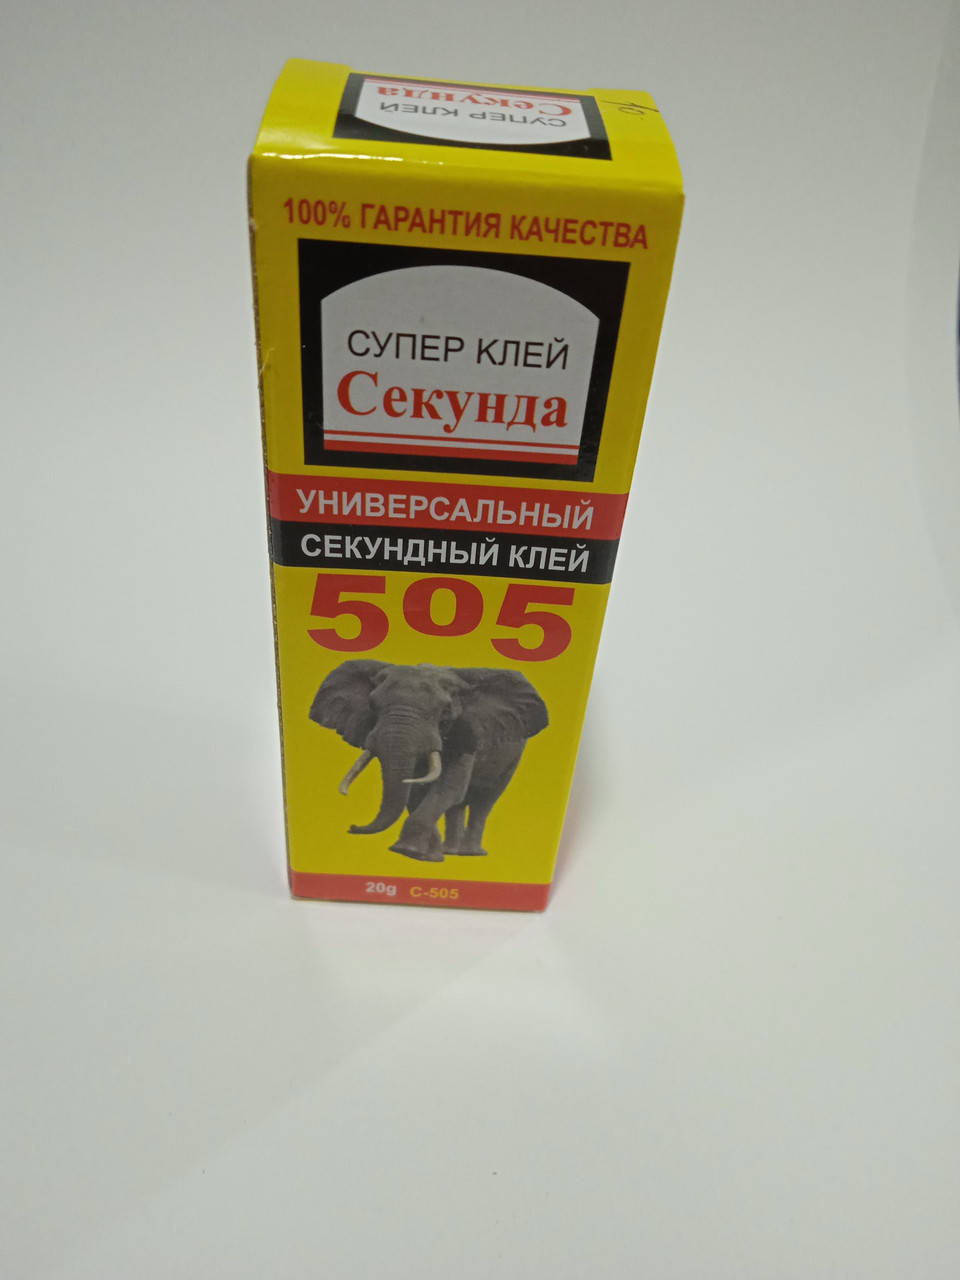 СУПЕР КЛЕЙ
Секунда
100% ГАРАНТИЯ КАЧЕСТВА
СУПЕР КЛЕЙ
Секунда
УНИВЕРСАЛЬНЫЙ
СЕКУНДНЫЙ КЛЕЙ
505
20g C-505